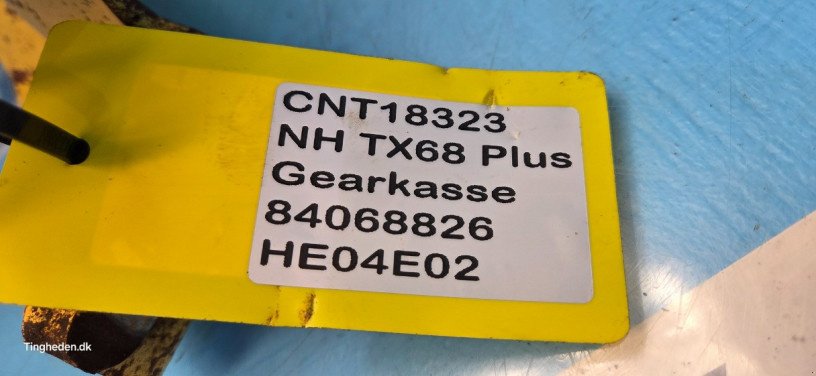 CNT18323
NH TX68 Plus
Gearkasse
84068826
HE04E02
Tingheden.dk